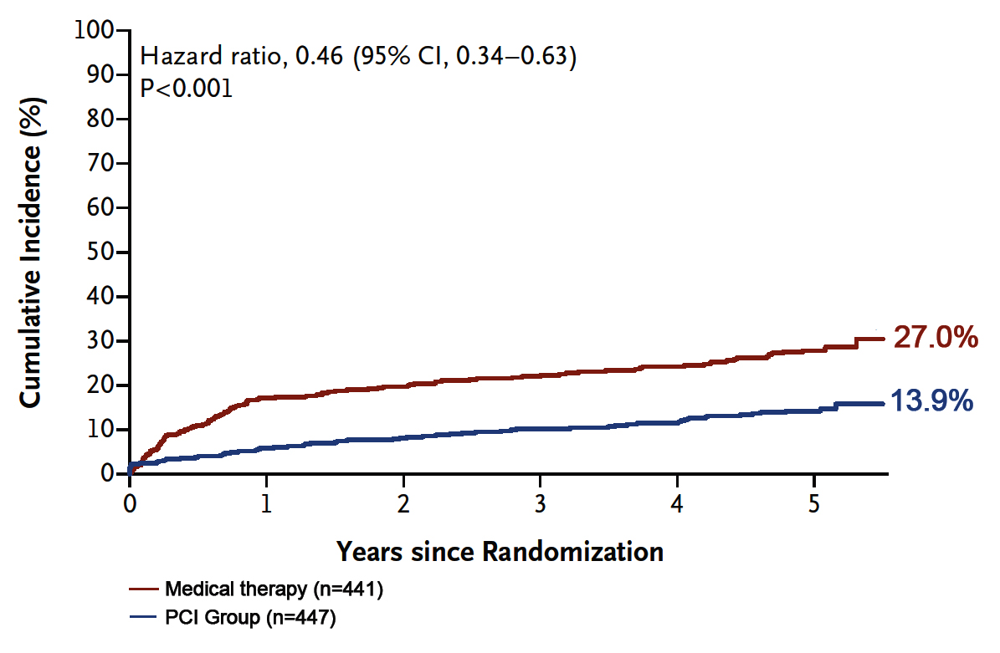 100
90
80
70
60
50
40
30
20
10
0
Cumulative Incidence (%)
Hazard ratio, 0.46 (95% CI, 0.34–0.63)
P<0.001
27.0%
13.9%
0 1 2 3 4 5
Years since Randomization
Medical therapy (n=441)
PCI Group (n=447)